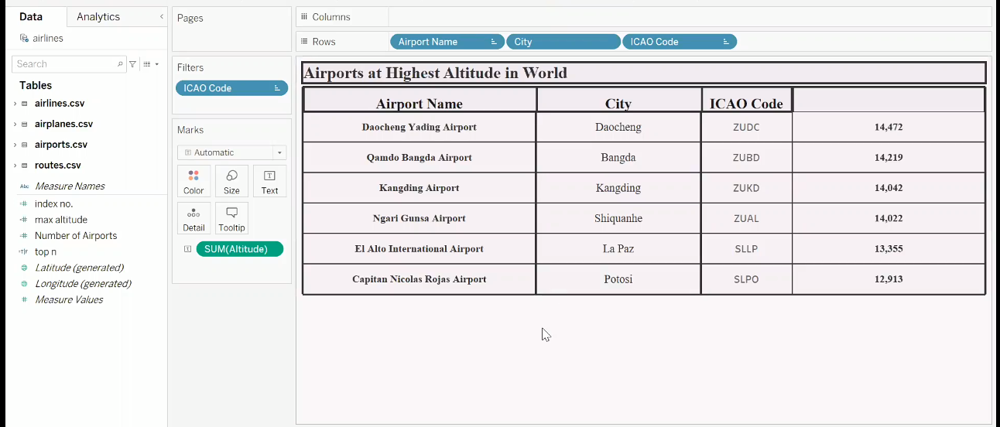 Data
Analytics
airlines
Search
Tables
airlines.csv
airplanes.csv
airports.csv
routes.csv
Abc Measure Names
index no.
max altitude
Number of Airports
T|F top n
Latitude (generated)
Longitude (generated)
Measure Values
Pages
Filters
ICAO Code
Marks
T Automatic
Color Size Text
Detail Tooltip
T SUM(Altitude)
iii Columns
Rows Airport Name City ICAO Code
Airports at Highest Altitude in World
Airport Name City ICAO Code
Daocheng Yading Airport Daocheng ZUDC 14,472
Qamdo Bangda Airport Bangda ZUBD 14,219
Kangding Airport Kangding ZUKD 14,042
Ngari Gunsa Airport Shiquanhe ZUAL 14,022
El Alto International Airport La Paz SLLP 13,355
Capitan Nicolas Rojas Airport Potosi SLPO 12,913